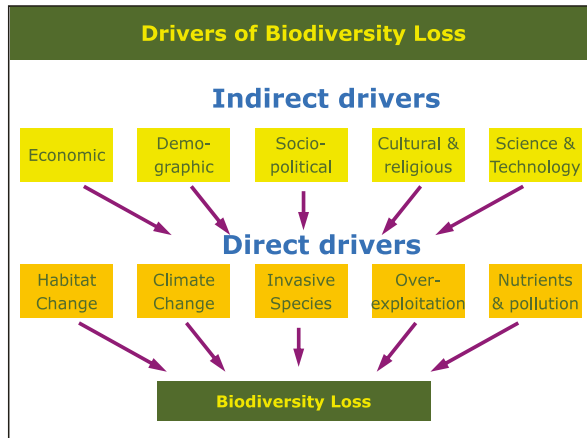 Drivers of Biodiversity Loss
Indirect drivers
Economic
Demo-
graphic
Socio-
political
Cultural &
religious
Science &
Technology
Direct drivers
Habitat
Change
Climate
Change
Invasive
Species
Over-
exploitation
Nutrients
& pollution
Biodiversity Loss